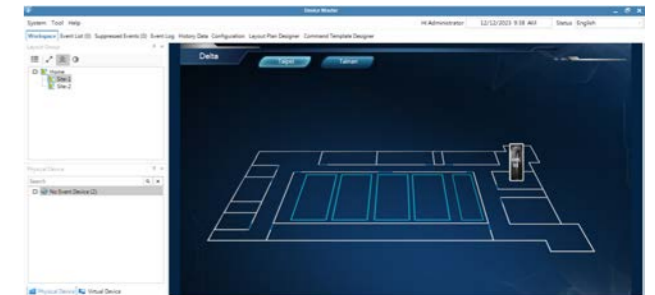 Device Master
System Tool Help
Hi Administrator 12/12/2023 9:38 AM Status English
Workspace Event List (0) Suppressed Events (0) Event Log History Data Configuration Layout Plan Designer Command Template Designer
Layout Group
Home
Site-1
Site-2
Delta
Taipei
Tainan
Physical Device
Search
No Event Device (2)
Physical Device Virtual Device